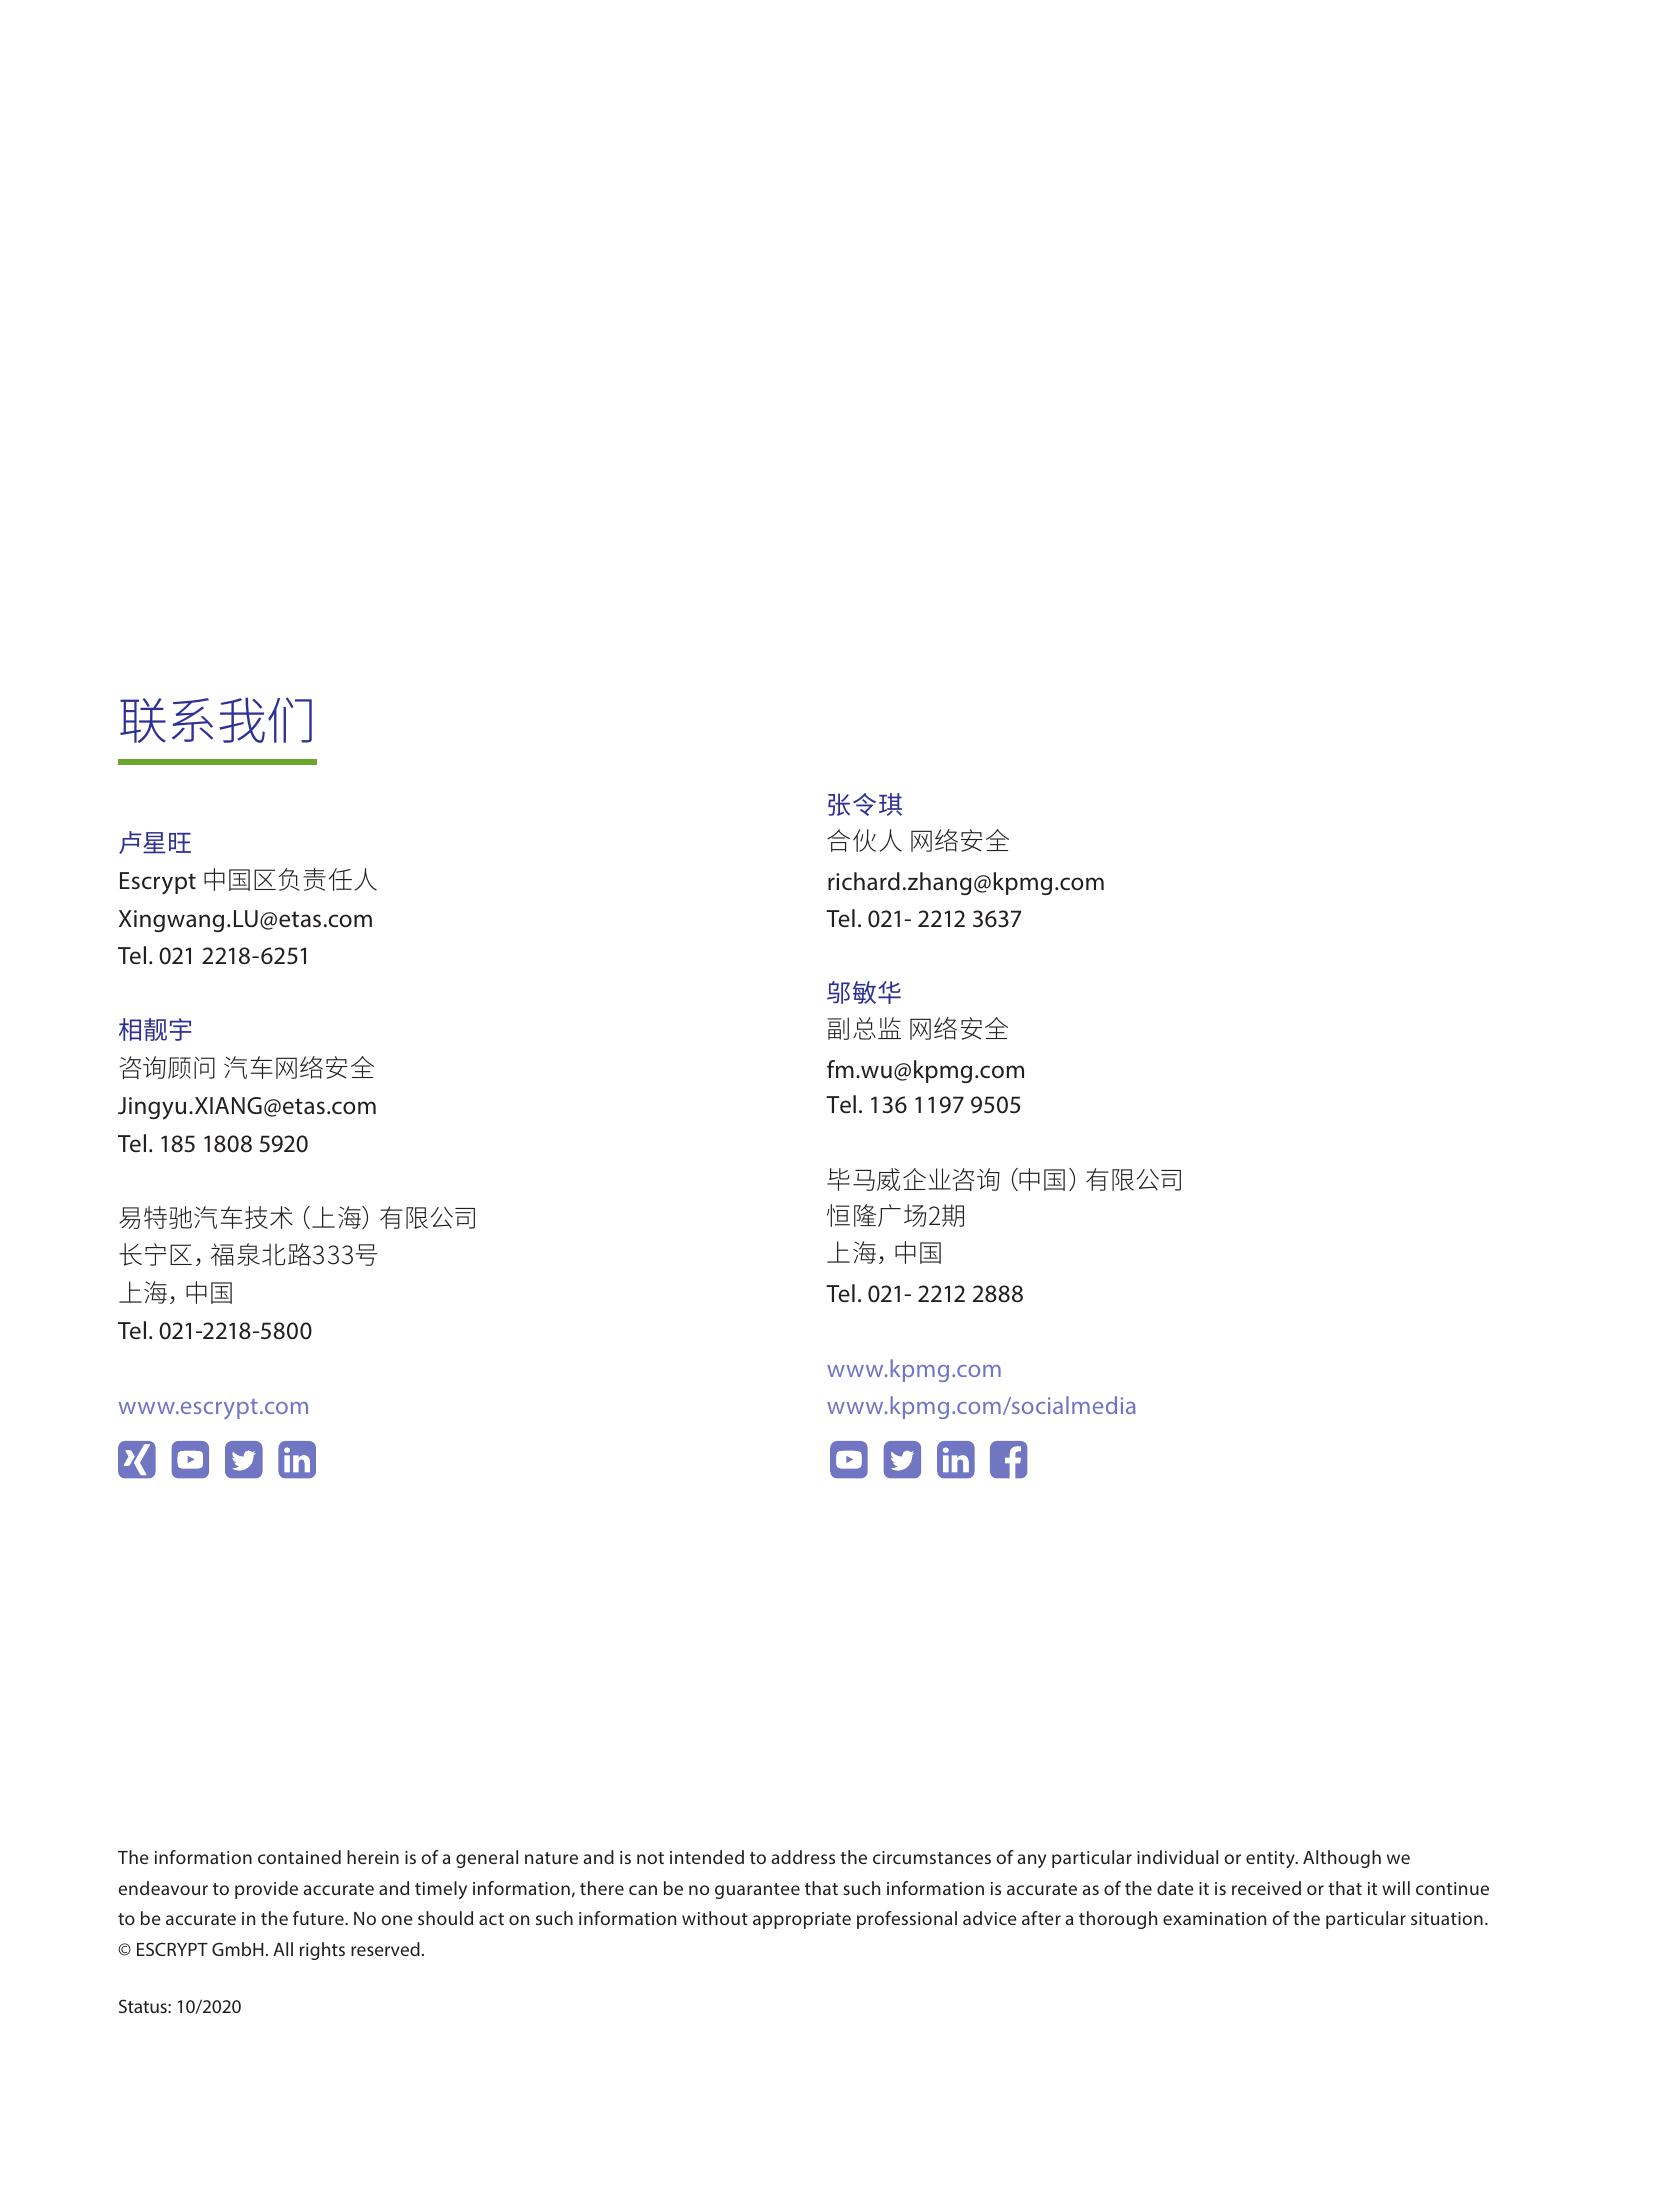 联系我们
卢星旺
Escrypt 中国区负责任人
Xingwang.LU@etas.com
Tel. 021 2218-6251
相靓宇
咨询顾问 汽车网络安全
Jingyu.XIANG@etas.com
Tel. 185 1808 5920
易特驰汽车技术（上海）有限公司
长宁区，福泉北路333号
上海，中国
Tel. 021-2218-5800
www.escrypt.com
张令琪
合伙人 网络安全
richard.zhang@kpmg.com
Tel. 021- 2212 3637
邬敏华
副总监 网络安全
fm.wu@kpmg.com
Tel. 136 1197 9505
毕马威企业咨询（中国）有限公司
恒隆广场2期
上海，中国
Tel. 021- 2212 2888
www.kpmg.com
www.kpmg.com/socialmedia
The information contained herein is of a general nature and is not intended to address the circumstances of any particular individual or entity. Although we
endeavour to provide accurate and timely information, there can be no guarantee that such information is accurate as of the date it is received or that it will continue
to be accurate in the future. No one should act on such information without appropriate professional advice after a thorough examination of the particular situation.
© ESCRYPT GmbH. All rights reserved.
Status: 10/2020